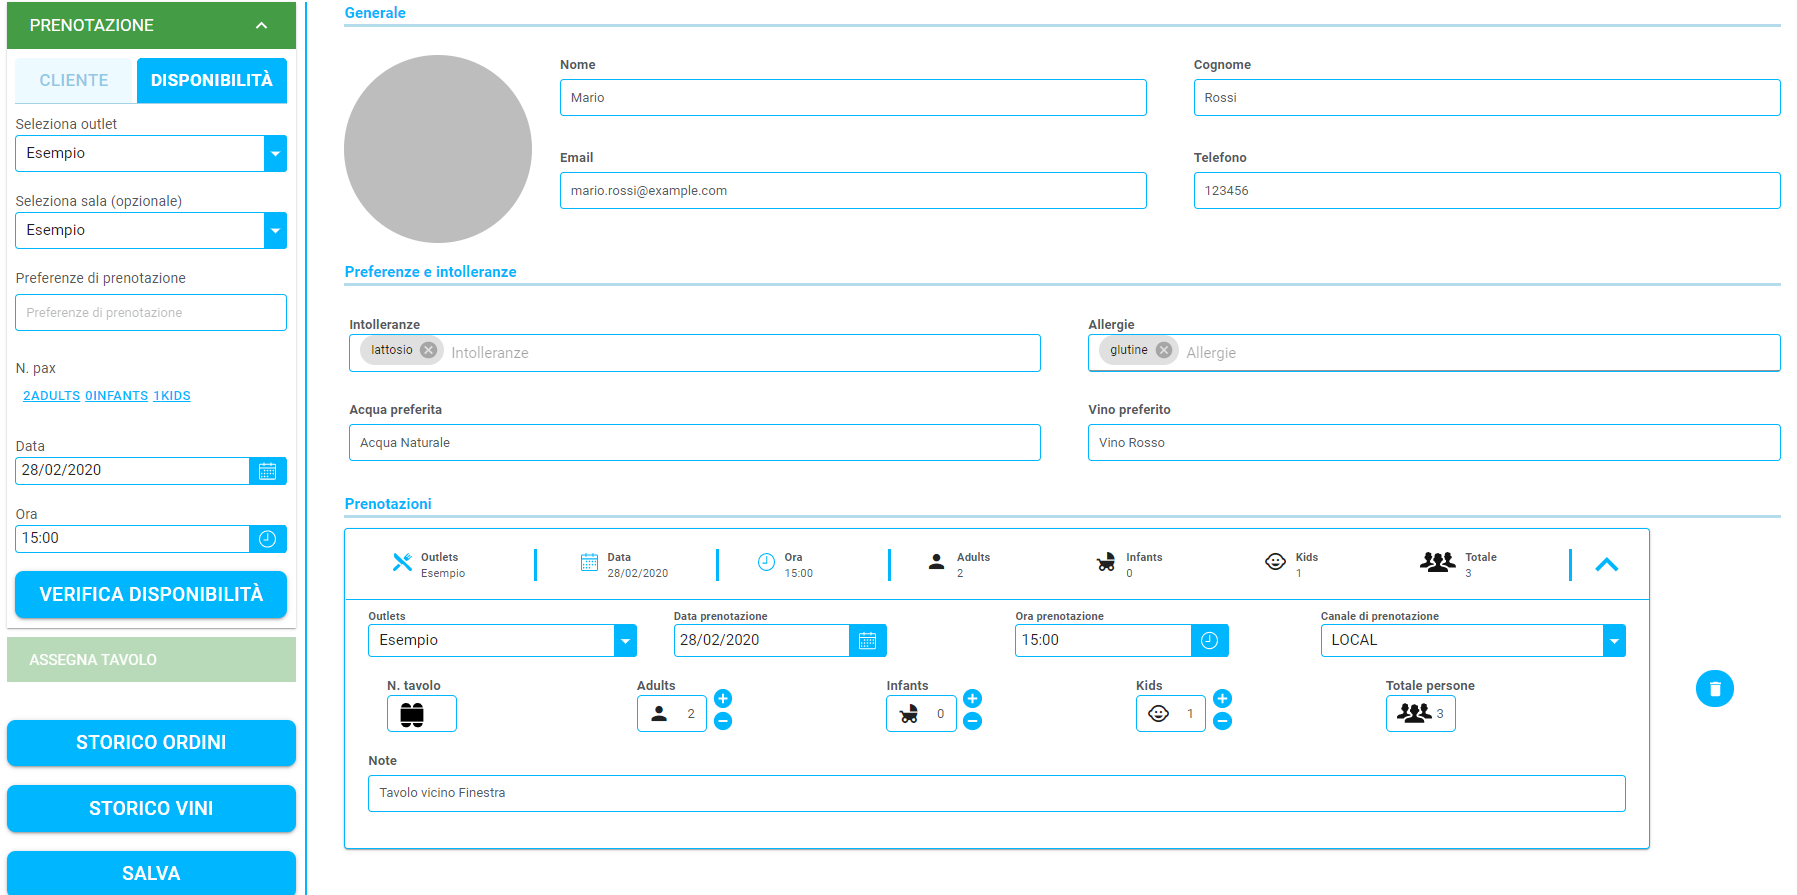 PRENOTAZIONE
CLIENTE
DISPONIBILITÀ
Seleziona outlet
Esempio
Seleziona sala (opzionale)
Esempio
Preferenze di prenotazione
Preferenze di prenotazione
N. pax
2ADULTS 0INFANTS 1KIDS
Data
28/02/2020
Ora
15:00
VERIFICA DISPONIBILITÀ
ASSEGNA TAVOLO
STORICO ORDINI
STORICO VINI
SALVA
Generale
Nome
Mario
Cognome
Rossi
Email
mario.rossi@example.com
Telefono
123456
Preferenze e intolleranze
Intolleranze
lattosio Intolleranze
Allergie
glutine Allergie
Acqua preferita
Acqua Naturale
Vino preferito
Vino Rosso
Prenotazioni
Outlets
Esempio
Data
28/02/2020
Ora
15:00
Adults
2
Infants
0
Kids
1
Totale
3
Outlets
Esempio
Data prenotazione
28/02/2020
Ora prenotazione
15:00
Canale di prenotazione
LOCAL
N. tavolo
Adults
2
Infants
0
Kids
1
Totale persone
3
Note
Tavolo vicino Finestra